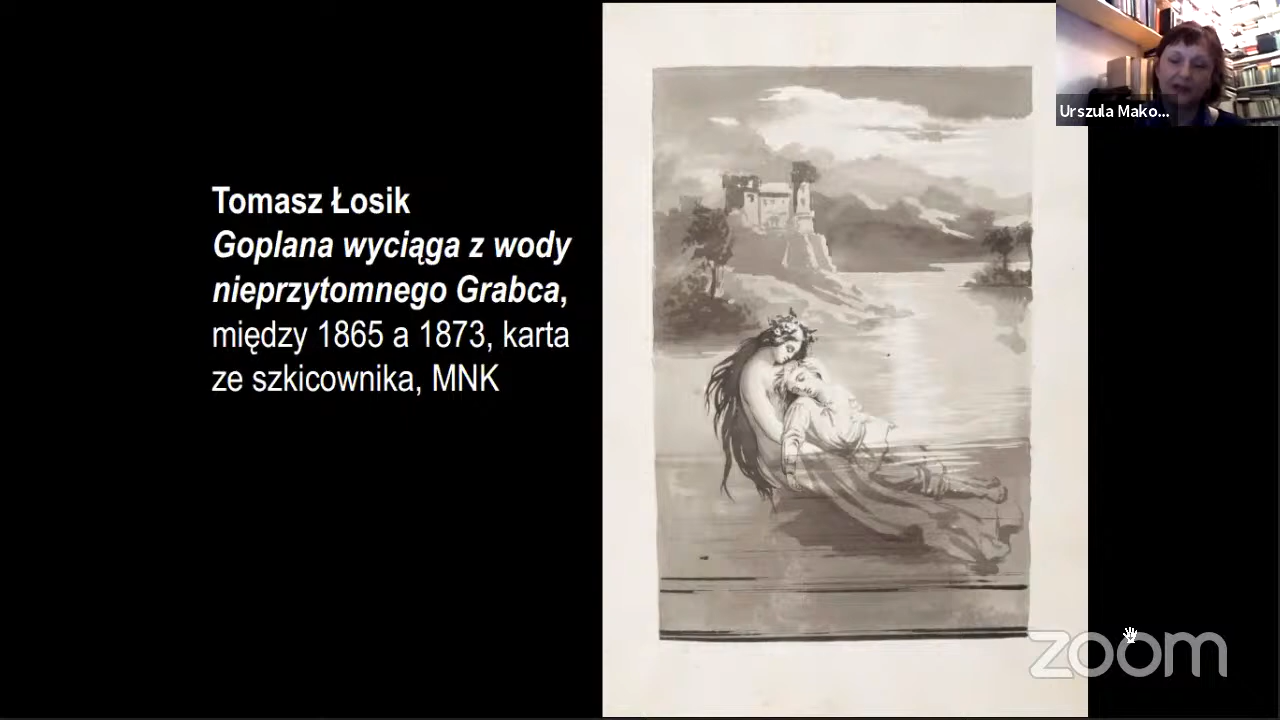 Tomasz Łosik
Goplana wyciąga z wody
nieprzytomnego Grabca,
między 1865 a 1873, karta
ze szkicownika, MNK
Urszula Mako...
zoom